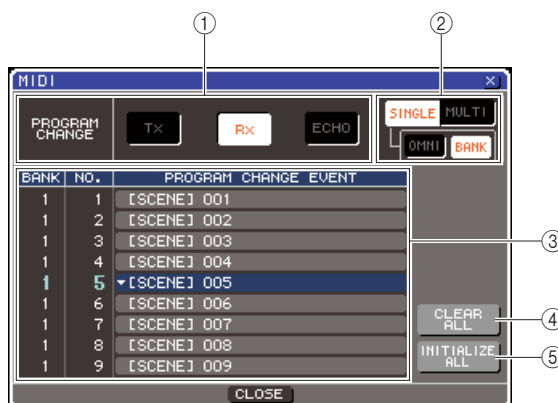 ① ②
MIDI ×
PROGRAM CHANGE Tx Rx ECHO SINGLE MULTI
OMNI BANK
BANK NO. PROGRAM CHANGE EVENT
1 1 [SCENE] 001
1 2 [SCENE] 002
1 3 [SCENE] 003
1 4 [SCENE] 004
1 5 [SCENE] 005
1 6 [SCENE] 006
1 7 [SCENE] 007
1 8 [SCENE] 008
1 9 [SCENE] 009
③
CLEAR
ALL
④
INITIALIZE
ALL
⑤
CLOSE